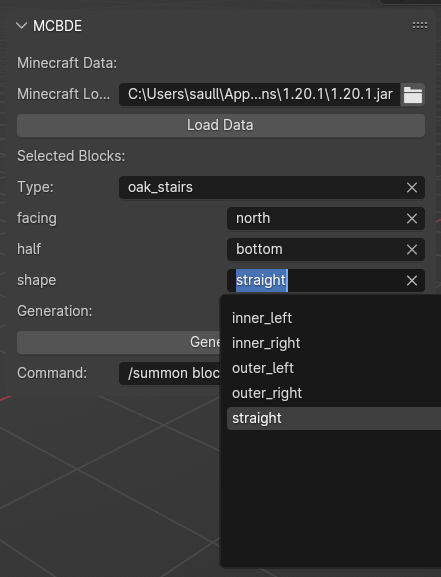 MCBDE
Minecraft Data:
Minecraft Lo... C:\Users\saull\App...ns\1.20.1\1.20.1.jar
Load Data
Selected Blocks:
Type: oak_stairs
facing north
half bottom
shape straight
Generation:
inner_left
Gene
inner_right
outer_left
Command: /summon bloc
outer_right
straight